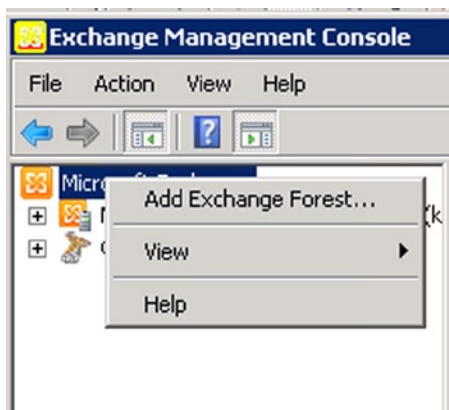 Exchange Management Console
File Action View Help
Add Exchange Forest...
View
Help